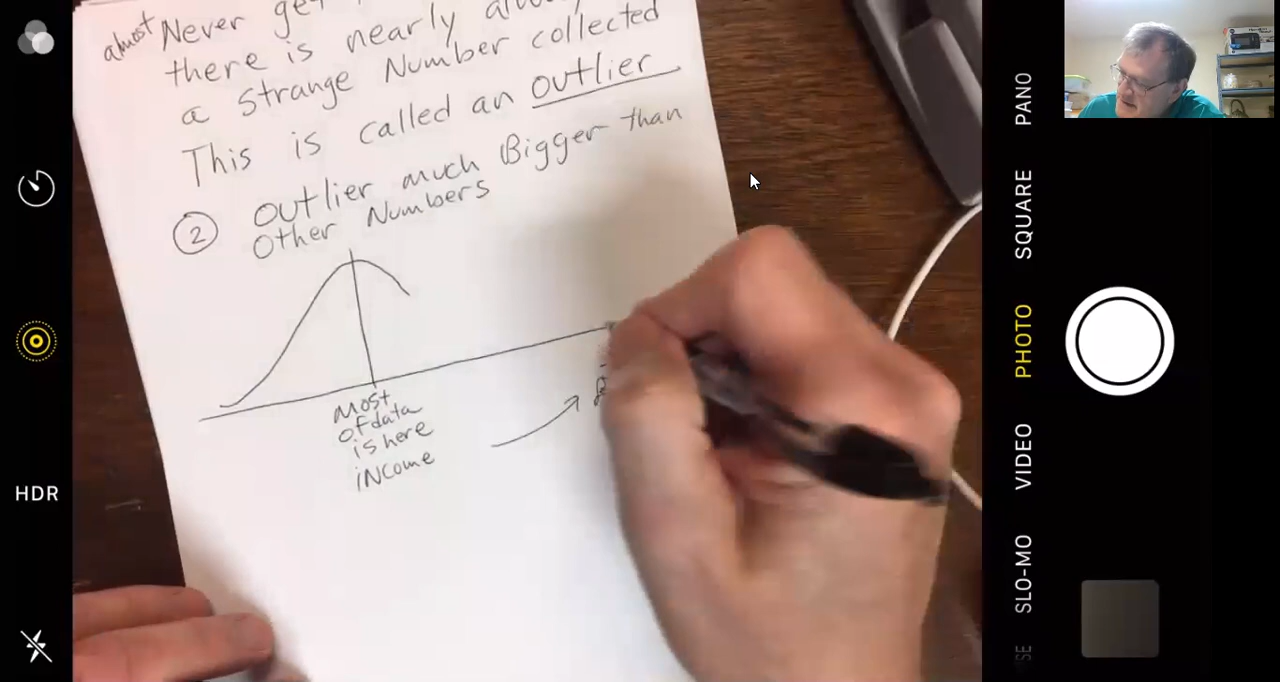 almost Never get
there is nearly
a Strange Number collected
This is called an outlier
② outlier much Bigger than
Other Numbers
Most
of data
is here
income
HDR
PANO
SQUARE
PHOTO
VIDEO
SLO-MO
SE